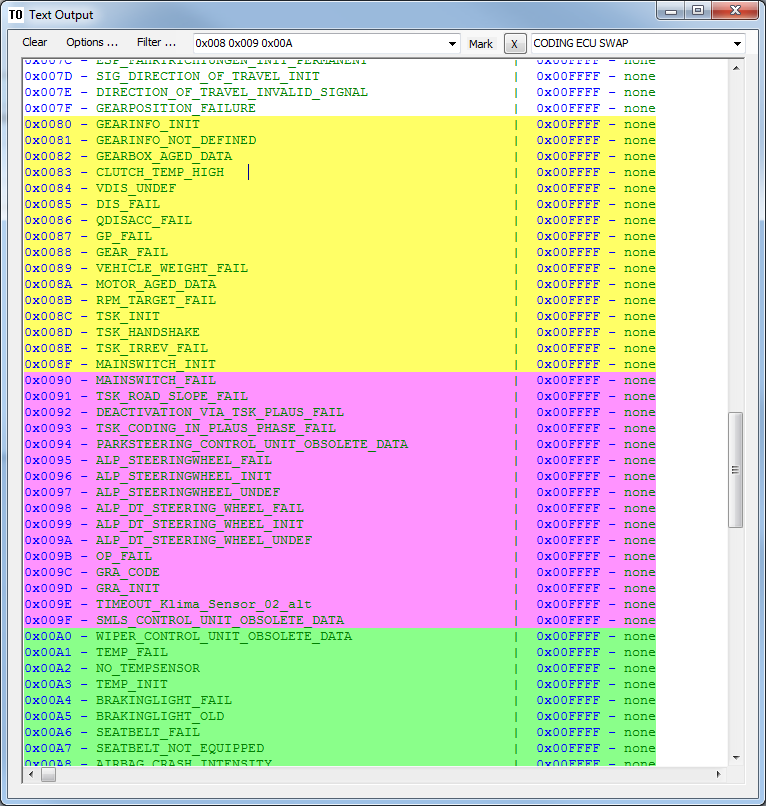 TO Text Output
Clear Options ... Filter ... 0x008 0x009 0x00A Mark X CODING ECU SWAP
0x007C - ESP_FAHRTRICHTUNGEN_INIT_PERMANENT | 0x00FFFF - none
0x007D - SIG_DIRECTION_OF_TRAVEL_INIT | 0x00FFFF - none
0x007E - DIRECTION_OF_TRAVEL_INVALID_SIGNAL | 0x00FFFF - none
0x007F - GEARPOSITION_FAILURE | 0x00FFFF - none
0x0080 - GEARINFO_INIT | 0x00FFFF - none
0x0081 - GEARINFO_NOT_DEFINED | 0x00FFFF - none
0x0082 - GEARBOX_AGED_DATA | 0x00FFFF - none
0x0083 - CLUTCH_TEMP_HIGH | 0x00FFFF - none
0x0084 - VDIS_UNDEF | 0x00FFFF - none
0x0085 - DIS_FAIL | 0x00FFFF - none
0x0086 - QDISACC_FAIL | 0x00FFFF - none
0x0087 - GP_FAIL | 0x00FFFF - none
0x0088 - GEAR_FAIL | 0x00FFFF - none
0x0089 - VEHICLE_WEIGHT_FAIL | 0x00FFFF - none
0x008A - MOTOR_AGED_DATA | 0x00FFFF - none
0x008B - RPM_TARGET_FAIL | 0x00FFFF - none
0x008C - TSK_INIT | 0x00FFFF - none
0x008D - TSK_HANDSHAKE | 0x00FFFF - none
0x008E - TSK_IRREV_FAIL | 0x00FFFF - none
0x008F - MAINSWITCH_INIT | 0x00FFFF - none
0x0090 - MAINSWITCH_FAIL | 0x00FFFF - none
0x0091 - TSK_ROAD_SLOPE_FAIL | 0x00FFFF - none
0x0092 - DEACTIVATION_VIA_TSK_PLAUS_FAIL | 0x00FFFF - none
0x0093 - TSK_CODING_IN_PLAUS_PHASE_FAIL | 0x00FFFF - none
0x0094 - PARKSTEERING_CONTROL_UNIT_OBSOLETE_DATA | 0x00FFFF - none
0x0095 - ALP_STEERINGWHEEL_FAIL | 0x00FFFF - none
0x0096 - ALP_STEERINGWHEEL_INIT | 0x00FFFF - none
0x0097 - ALP_STEERINGWHEEL_UNDEF | 0x00FFFF - none
0x0098 - ALP_DT_STEERING_WHEEL_FAIL | 0x00FFFF - none
0x0099 - ALP_DT_STEERING_WHEEL_INIT | 0x00FFFF - none
0x009A - ALP_DT_STEERING_WHEEL_UNDEF | 0x00FFFF - none
0x009B - OP_FAIL | 0x00FFFF - none
0x009C - GRA_CODE | 0x00FFFF - none
0x009D - GRA_INIT | 0x00FFFF - none
0x009E - TIMEOUT_Klima_Sensor_02_alt | 0x00FFFF - none
0x009F - SMLS_CONTROL_UNIT_OBSOLETE_DATA | 0x00FFFF - none
0x00A0 - WIPER_CONTROL_UNIT_OBSOLETE_DATA | 0x00FFFF - none
0x00A1 - TEMP_FAIL | 0x00FFFF - none
0x00A2 - NO_TEMPSENSOR | 0x00FFFF - none
0x00A3 - TEMP_INIT | 0x00FFFF - none
0x00A4 - BRAKINGLIGHT_FAIL | 0x00FFFF - none
0x00A5 - BRAKINGLIGHT_OLD | 0x00FFFF - none
0x00A6 - SEATBELT_FAIL | 0x00FFFF - none
0x00A7 - SEATBELT_NOT_EQUIPPED | 0x00FFFF - none
0x00A8 - AIRBAG_CRASH_INTENSITY | 0x00FFFF - none